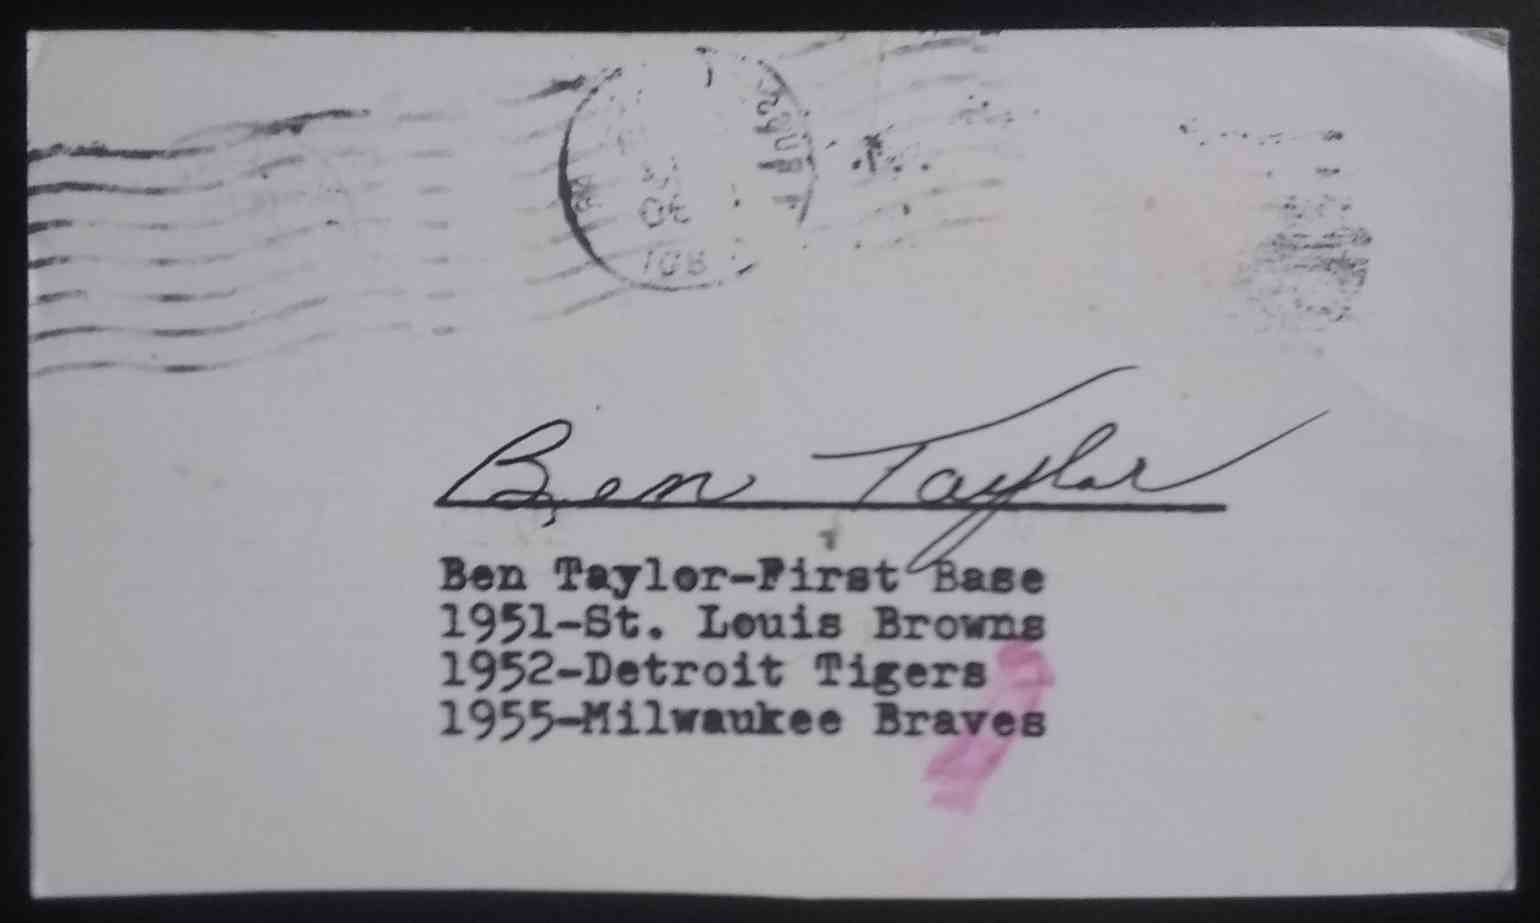 Ben Taylor
Ben Taylor-First Base
1951-St. Louis Browns
1952-Detroit Tigers
1955-Milwaukee Braves